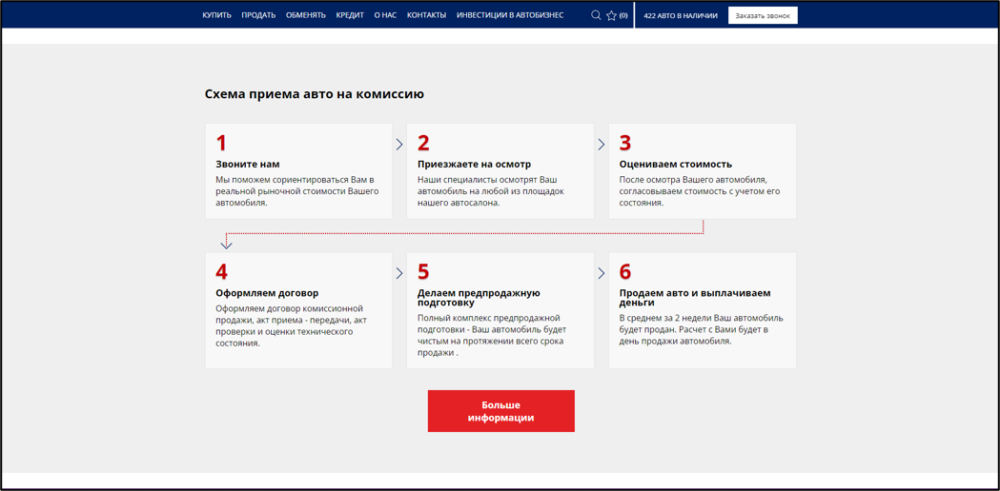 КУПИТЬ ПРОДАТЬ ОБМЕНЯТЬ КРЕДИТ О НАС КОНТАКТЫ ИНВЕСТИЦИИ В АВТОБИЗНЕС (0) 422 АВТО В НАЛИЧИИ Заказать звонок
Схема приема авто на комиссию
1
Звоните нам
Мы поможем сориентироваться Вам в
реальной рыночной стоимости Вашего
автомобиля.
2
Приезжаете на осмотр
Наши специалисты осмотрят Ваш
автомобиль на любой из площадок
нашего автосалона.
3
Оцениваем стоимость
После осмотра Вашего автомобиля,
согласовываем стоимость с учетом его
состояния.
4
Оформляем договор
Оформляем договор комиссионной
продажи, акт приема - передачи, акт
проверки и оценки технического
состояния.
5
Делаем предпродажную
подготовку
Полный комплекс предпродажной
подготовки - Ваш автомобиль будет
чистым на протяжении всего срока
продажи .
6
Продаем авто и выплачиваем
деньги
В среднем за 2 недели Ваш автомобиль
будет продан. Расчет с Вами будет в
день продажи автомобиля.
Больше
информации